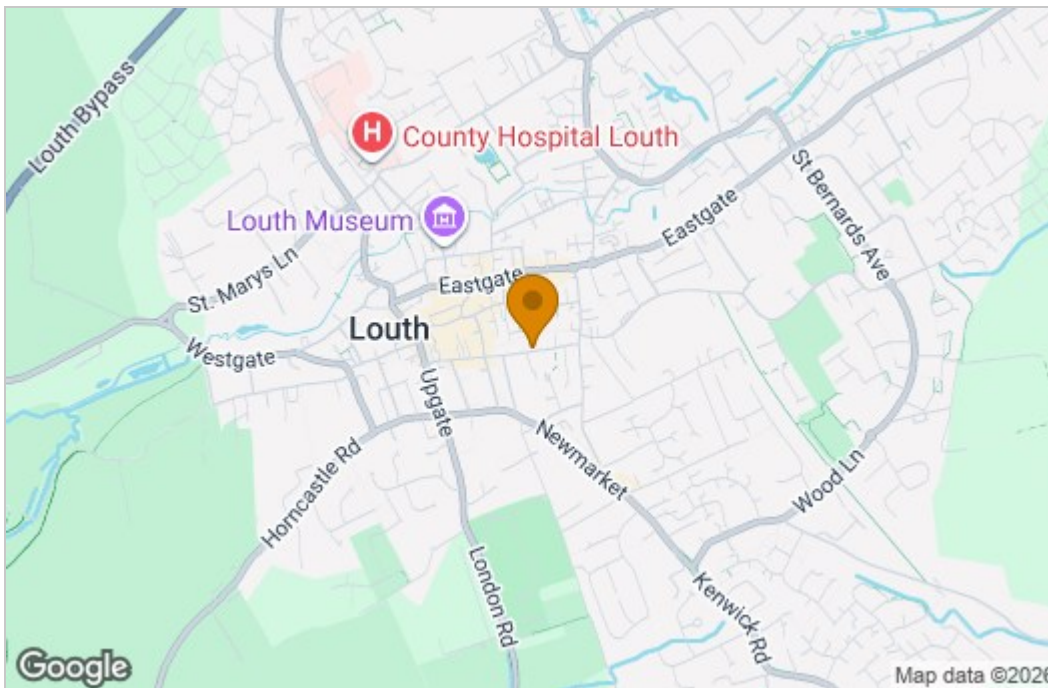 Louth Bypass
H
County Hospital Louth
Louth Museum
St. Marys Ln
Eastgate
Eastgate
St Bernards Ave
Louth
Westgate
Upgate
Newmarket
Horncastle Rd
Wood Ln
London Rd
Kenwick Rd
Google
Map data ©2026